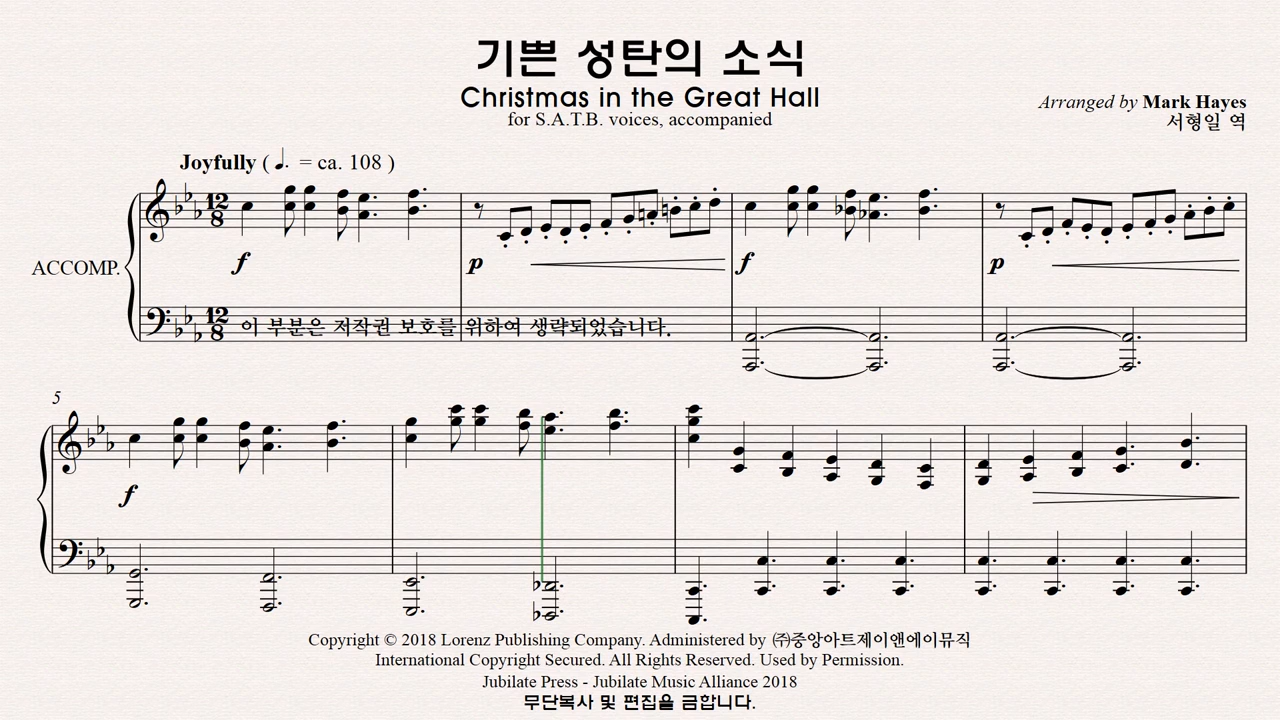 기쁜 성탄의 소식
Christmas in the Great Hall
for S.A.T.B. voices, accompanied
Arranged by Mark Hayes
서형일 역
Joyfully ( ♩. = ca. 108 )
ACCOMP.
12
8
f
p
f
p
12
8
이 부분은 저작권 보호를 위하여 생략되었습니다.
5
f
Copyright © 2018 Lorenz Publishing Company. Administered by ㈜중앙아트제이앤에이뮤직
International Copyright Secured. All Rights Reserved. Used by Permission.
Jubilate Press - Jubilate Music Alliance 2018
무단복사 및 편집을 금합니다.